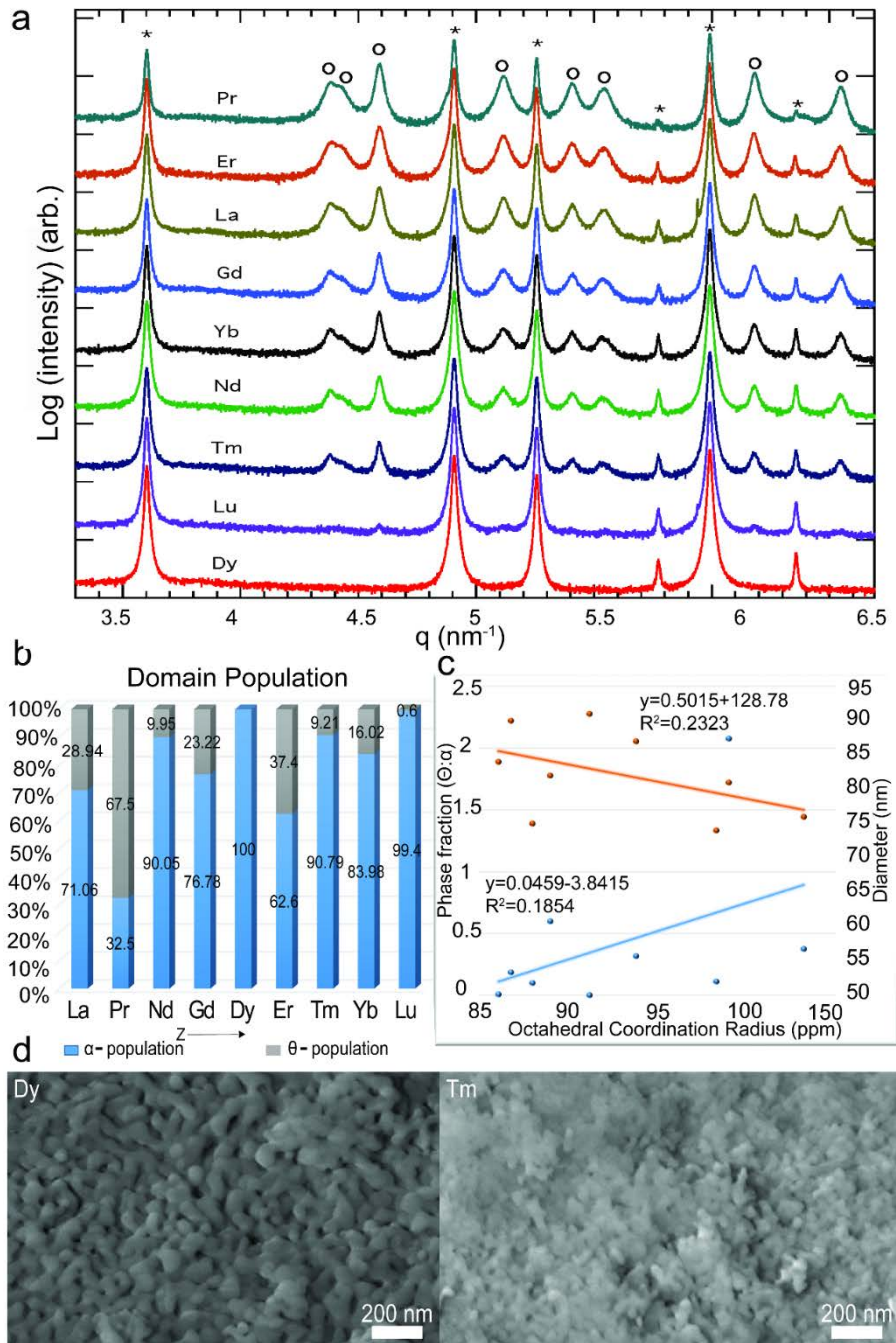 a
* * * * * *
o o o o o o o o
Pr
Er
La
Gd
Yb
Nd
Tm
Lu
Dy
Log (intensity) (arb.)
3.5 4 4.5 5 5.5 6 6.5
q (nm-1)
b
Domain Population
100%
90%
80%
70%
60%
50%
40%
30%
20%
10%
0%
28.94 67.5 9.95 23.22 37.4 9.21 16.02 0.6
71.06 32.5 90.05 76.78 100 62.6 90.79 83.98 99.4
La Pr Nd Gd Dy Er Tm Yb Lu
Z
α- population θ- population
c
Phase fraction (Θ:α)
2.5
2
1.5
1
0.5
0
y=0.5015+128.78
R²=0.2323
y=0.0459-3.8415
R²=0.1854
95
90
85
80
75
70
65
60
55
50
Diameter (nm)
85 90 95 100 150
Octahedral Coordination Radius (ppm)
d
Dy
200 nm
Tm
200 nm